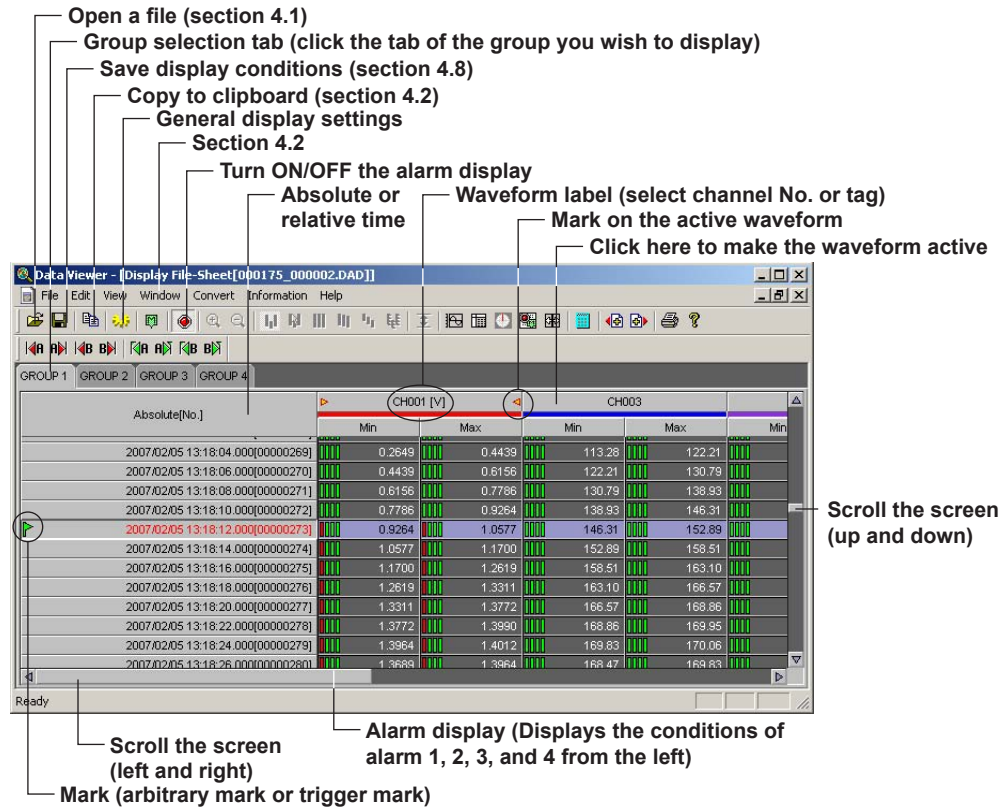 Open a file (section 4.1)
Group selection tab (click the tab of the group you wish to display)
Save display conditions (section 4.8)
Copy to clipboard (section 4.2)
General display settings
Section 4.2
Turn ON/OFF the alarm display
Absolute or
relative time
Waveform label (select channel No. or tag)
Mark on the active waveform
Click here to make the waveform active
Data Viewer - [Display File-Sheet[000175_000002.DAD]]
File Edit View Window Convert Information Help
GROUP 1 GROUP 2 GROUP 3 GROUP 4
Absolute[No.] CH001 [V] CH003
Min Max Min Max Min
2007/02/05 13:18:04.000[00000269] 0.2649 0.4439 113.28 122.21
2007/02/05 13:18:06.000[00000270] 0.4439 0.6156 122.21 130.79
2007/02/05 13:18:08.000[00000271] 0.6156 0.7786 130.79 138.93
2007/02/05 13:18:10.000[00000272] 0.7786 0.9264 138.93 146.31
2007/02/05 13:18:12.000[00000273] 0.9264 1.0577 146.31 152.89
2007/02/05 13:18:14.000[00000274] 1.0577 1.1700 152.89 158.51
2007/02/05 13:18:16.000[00000275] 1.1700 1.2619 158.51 163.10
2007/02/05 13:18:18.000[00000276] 1.2619 1.3311 163.10 166.57
2007/02/05 13:18:20.000[00000277] 1.3311 1.3772 166.57 168.86
2007/02/05 13:18:22.000[00000278] 1.3772 1.3990 168.86 169.95
2007/02/05 13:18:24.000[00000279] 1.3964 1.4012 169.83 170.06
2007/02/05 13:18:26.000[00000280] 1.3689 1.3964 168.47 169.83
Ready
Scroll the screen
(up and down)
Alarm display (Displays the conditions of
alarm 1, 2, 3, and 4 from the left)
Scroll the screen
(left and right)
Mark (arbitrary mark or trigger mark)